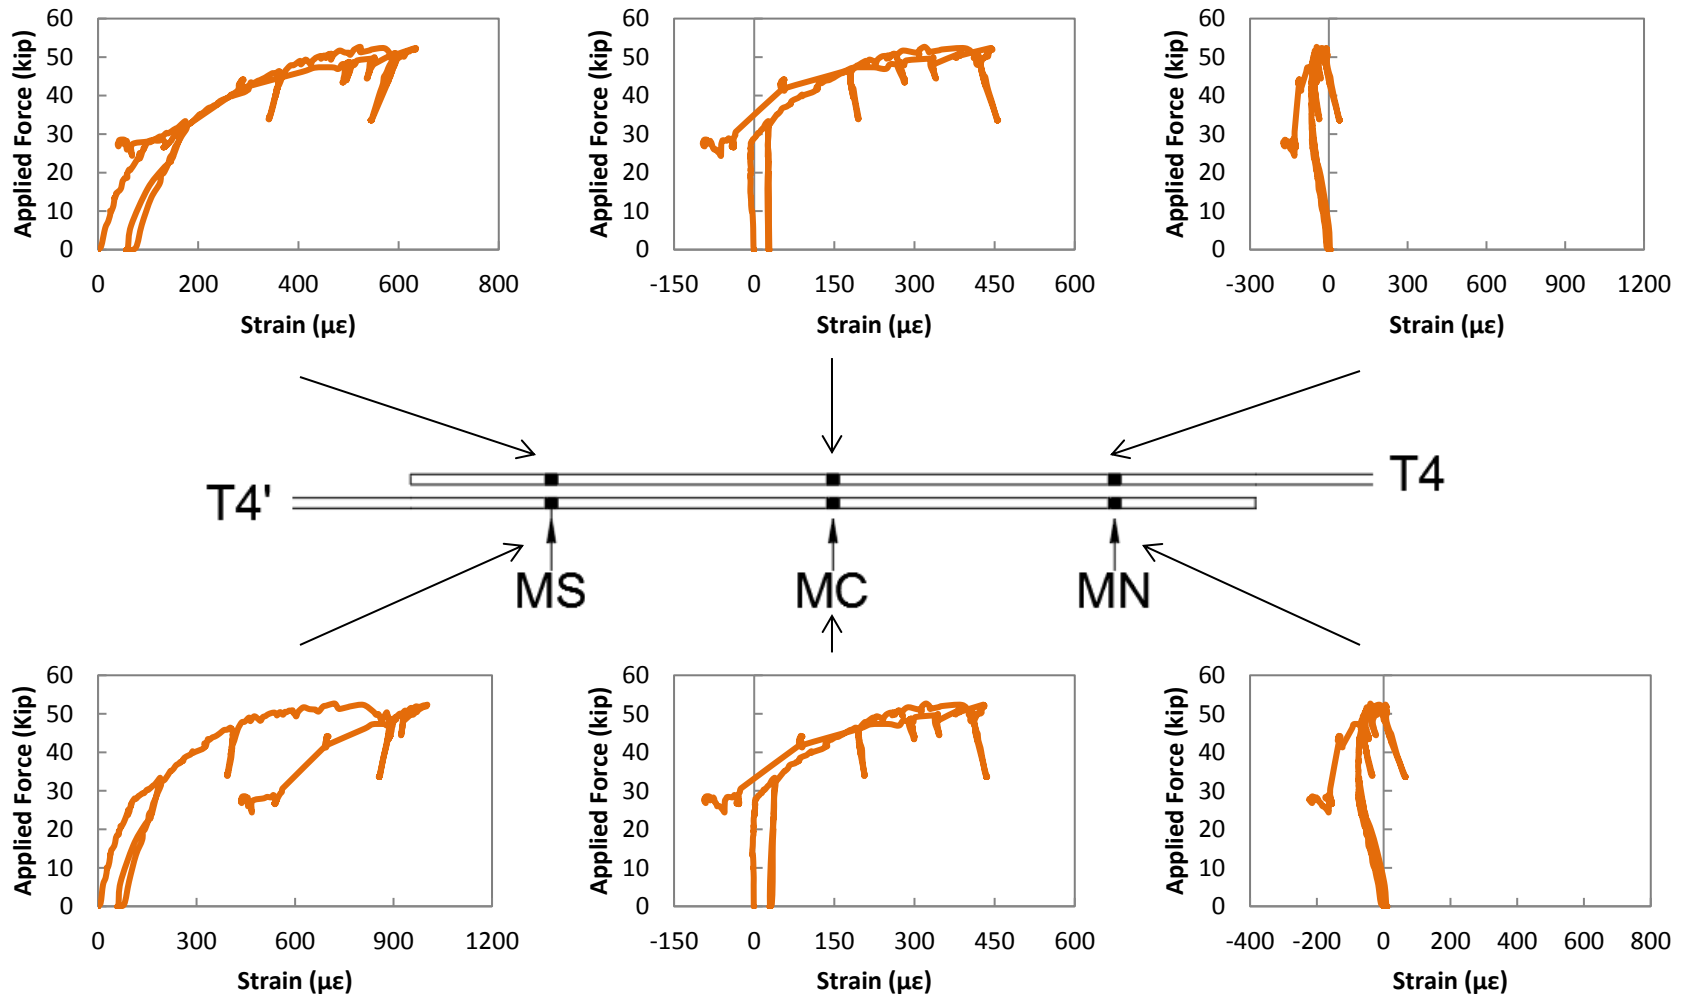 Applied Force (kip)
60
50
40
30
20
10
0
0 200 400 600 800
Strain (µε)
Applied Force (kip)
60
50
40
30
20
10
0
-150 0 150 300 450 600
Strain (µε)
Applied Force (kip)
60
50
40
30
20
10
0
-300 0 300 600 900 1200
Strain (µε)
T4
T4'
MS MC MN
Applied Force (Kip)
60
50
40
30
20
10
0
0 300 600 900 1200
Strain (µε)
Applied Force (kip)
60
50
40
30
20
10
0
-150 0 150 300 450 600
Strain (µε)
Applied Force (kip)
60
50
40
30
20
10
0
-400 -200 0 200 400 600 800
Strain (µε)